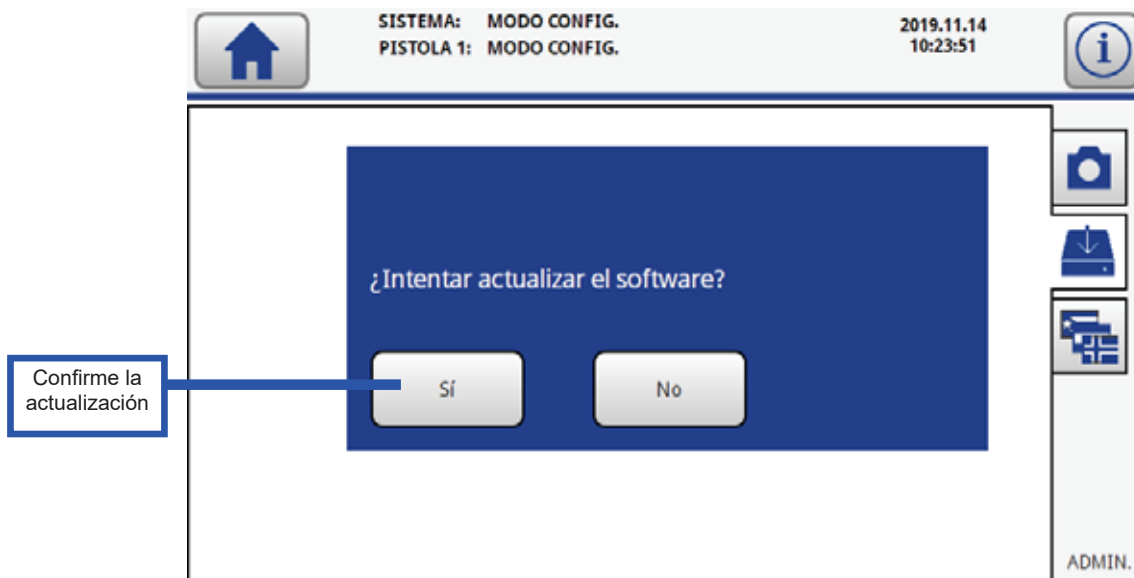 SISTEMA: MODO CONFIG.
PISTOLA 1: MODO CONFIG.
2019.11.14
10:23:51
i
¿Intentar actualizar el software?
Sí
No
Confirme la
actualización
ADMIN.